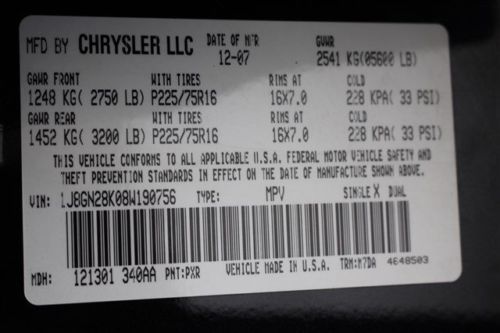 MFD BY CHRYSLER LLC DATE OF MFR 12-07 GVWR 2541 KG(05600 LB)
GAWR FRONT WITH TIRES RIMS AT COLD
1248 KG( 2750 LB) P225/75R16 16X7.0 228 KPA( 33 PSI)
GAWR REAR WITH TIRES RIMS AT COLD
1452 KG( 3200 LB) P225/75R16 16X7.0 228 KPA( 33 PSI)
THIS VEHICLE CONFORMS TO ALL APPLICABLE U.S.A. FEDERAL MOTOR VEHICLE SAFETY AND
THEFT PREVENTION STANDARDS IN EFFECT ON THE DATE OF MANUFACTURE SHOWN ABOVE.
VIN: 1J8GN28K08W190756 TYPE: MPV SINGLE X DUAL
MDH: 121301 340AA PNT:PXR VEHICLE MADE IN U.S.A. TRM:M7DA 4648503